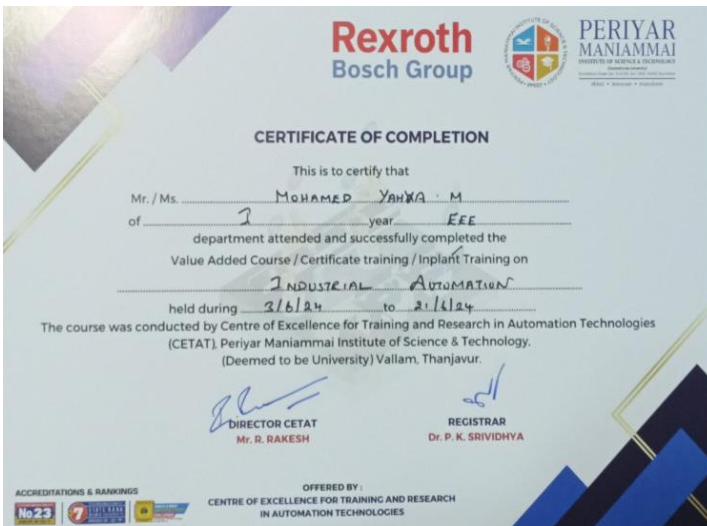 Rexroth
Bosch Group
PERIYAR
MANIAMMAI
INSTITUTE OF SCIENCE & TECHNOLOGY
CERTIFICATE OF COMPLETION
This is to certify that
Mr. / Ms. MOHAMED YAHYA . M
of I year EEE
department attended and successfully completed the
Value Added Course / Certificate training / Inplant Training on
INDUSTRIAL AUTOMATION
held during 3/6/24 to 21/6/24
The course was conducted by Centre of Excellence for Training and Research in Automation Technologies
(CETAT), Periyar Maniammai Institute of Science & Technology,
(Deemed to be University) Vallam, Thanjavur.
DIRECTOR CETAT
Mr. R. RAKESH
REGISTRAR
Dr. P. K. SRIVIDHYA
ACCREDITATIONS & RANKINGS
No.23
7
OFFERED BY :
CENTRE OF EXCELLENCE FOR TRAINING AND RESEARCH
IN AUTOMATION TECHNOLOGIES